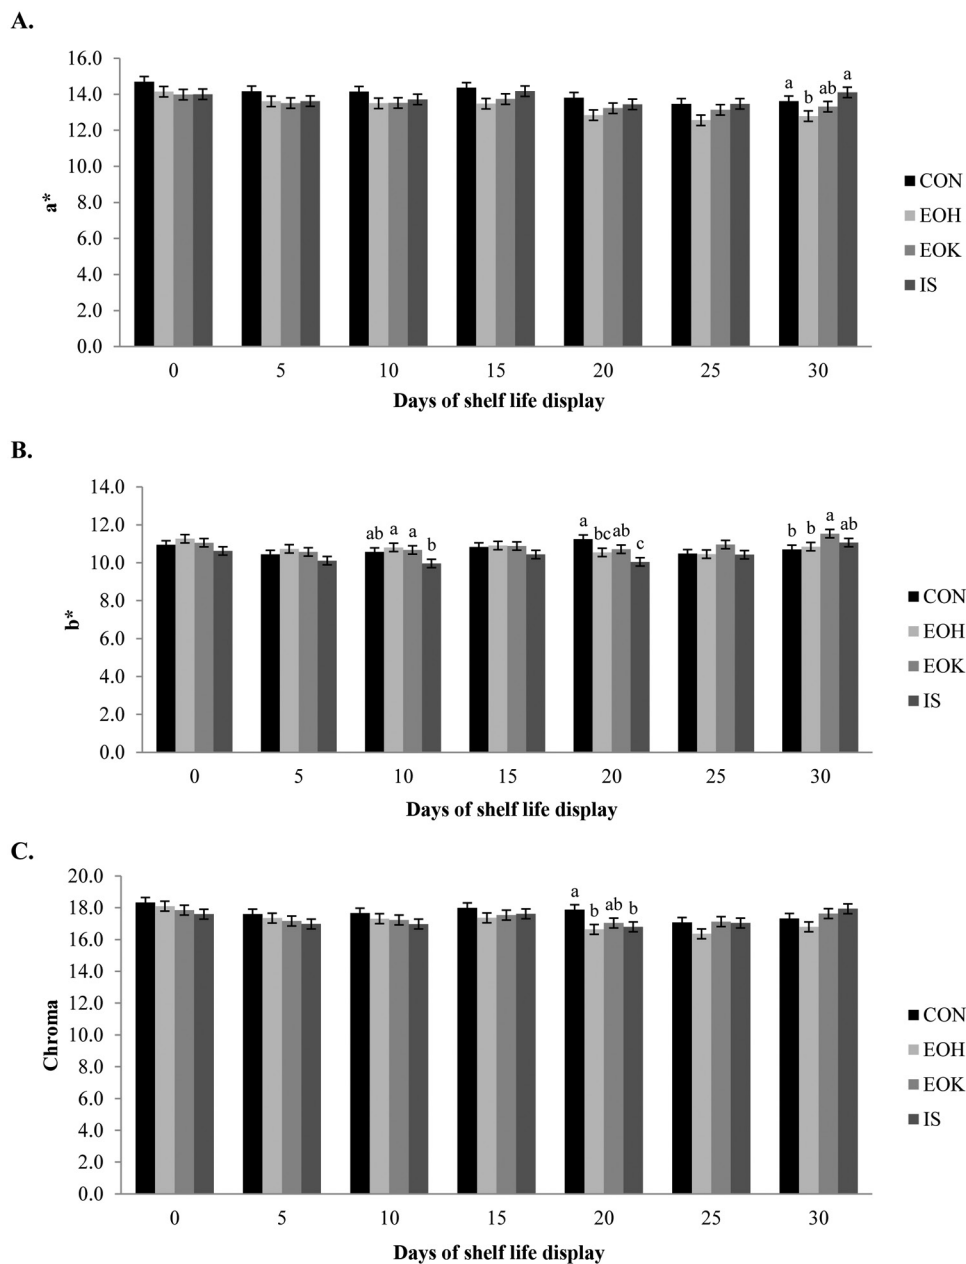 A.
16.0
14.0
12.0
10.0
8.0
6.0
4.0
2.0
0.0
a*
a b ab a
0 5 10 15 20 25 30
Days of shelf life display
CON
EOH
EOK
IS
B.
14.0
12.0
10.0
8.0
6.0
4.0
2.0
0.0
b*
ab a a b a bc ab c b b a ab
0 5 10 15 20 25 30
Days of shelf life display
CON
EOH
EOK
IS
C.
20.0
18.0
16.0
14.0
12.0
10.0
8.0
6.0
4.0
2.0
0.0
Chroma
a b ab b
0 5 10 15 20 25 30
Days of shelf life display
CON
EOH
EOK
IS